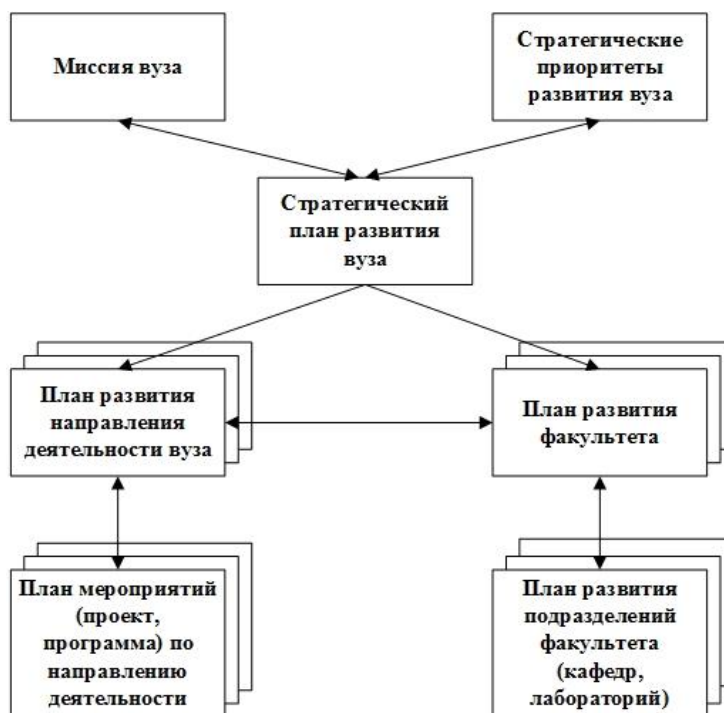 Миссия вуза
Стратегические
приоритеты
развития вуза
Стратегический
план развития
вуза
План развития
направления
деятельности вуза
План развития
факультета
План мероприятий
(проект,
программа) по
направлению
деятельности
План развития
подразделений
факультета
(кафедр,
лабораторий)